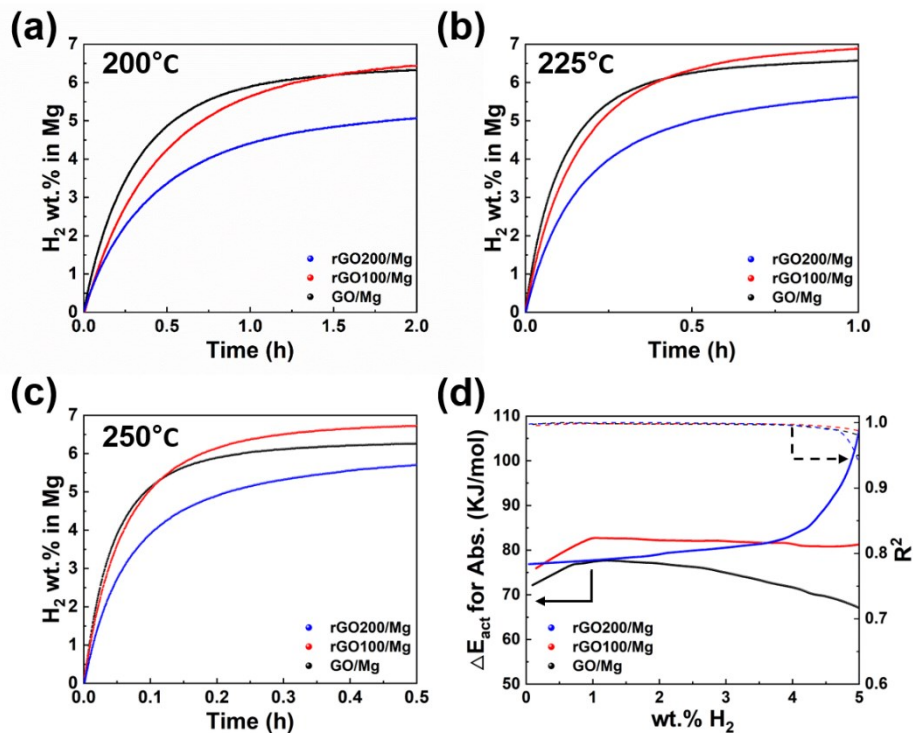 (a)
200°C
H2 wt.% in Mg
7
6
5
4
3
2
1
0
0.0 0.5 1.0 1.5 2.0
Time (h)
rGO200/Mg
rGO100/Mg
GO/Mg
(b)
225°C
H2 wt.% in Mg
7
6
5
4
3
2
1
0
0.0 0.5 1.0
Time (h)
rGO200/Mg
rGO100/Mg
GO/Mg
(c)
250°C
H2 wt.% in Mg
7
6
5
4
3
2
1
0
0.0 0.1 0.2 0.3 0.4 0.5
Time (h)
rGO200/Mg
rGO100/Mg
GO/Mg
(d)
△Eact for Abs. (KJ/mol)
110
100
90
80
70
60
50
0 1 2 3 4 5
wt.% H2
R2
1.0
0.9
0.8
0.7
0.6
rGO200/Mg
rGO100/Mg
GO/Mg